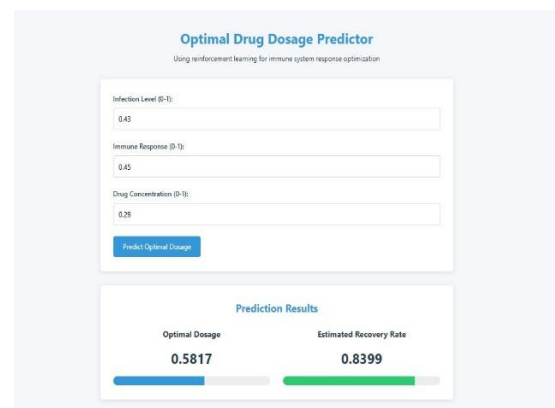 Optimal Drug Dosage Predictor
Using reinforcement learning for immune system response optimization
Infection Level (0-1):
0.43
Immune Response (0-1):
0.45
Drug Concentration (0-1):
0.29
Predict Optimal Dosage
Prediction Results
Optimal Dosage Estimated Recovery Rate
0.5817 0.8399